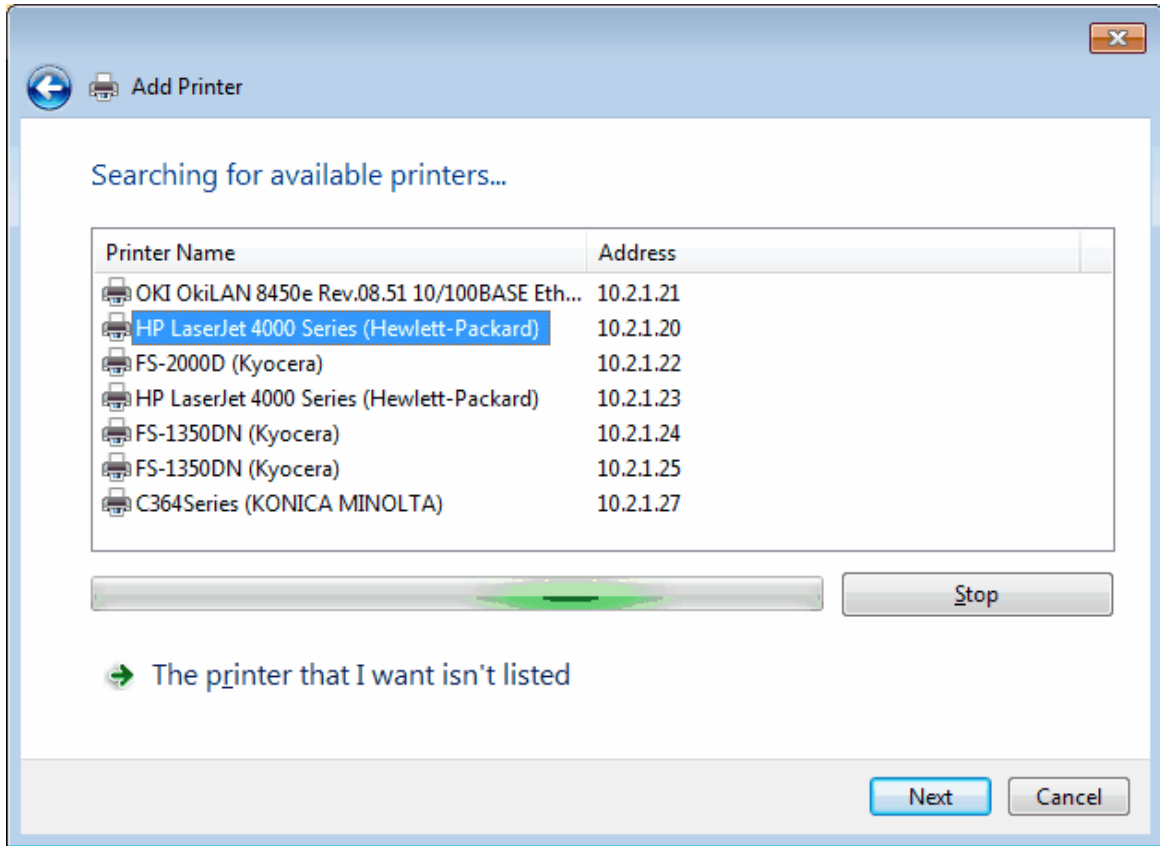 Add Printer
Searching for available printers...
Printer Name Address
OKI OkiLAN 8450e Rev.08.51 10/100BASE Eth... 10.2.1.21
HP LaserJet 4000 Series (Hewlett-Packard) 10.2.1.20
FS-2000D (Kyocera) 10.2.1.22
HP LaserJet 4000 Series (Hewlett-Packard) 10.2.1.23
FS-1350DN (Kyocera) 10.2.1.24
FS-1350DN (Kyocera) 10.2.1.25
C364Series (KONICA MINOLTA) 10.2.1.27
Stop
The printer that I want isn't listed
Next Cancel